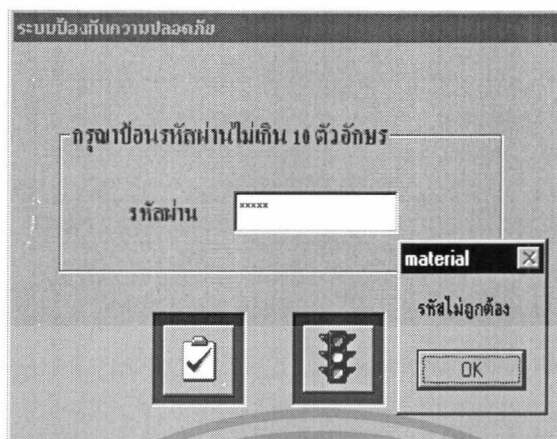 ระบบป้องกันความปลอดภัย
กรุณาป้อนรหัสผ่านไม่เกิน 10 ตัวอักษร
รหัสผ่าน xxxxx
material
รหัสไม่ถูกต้อง
OK